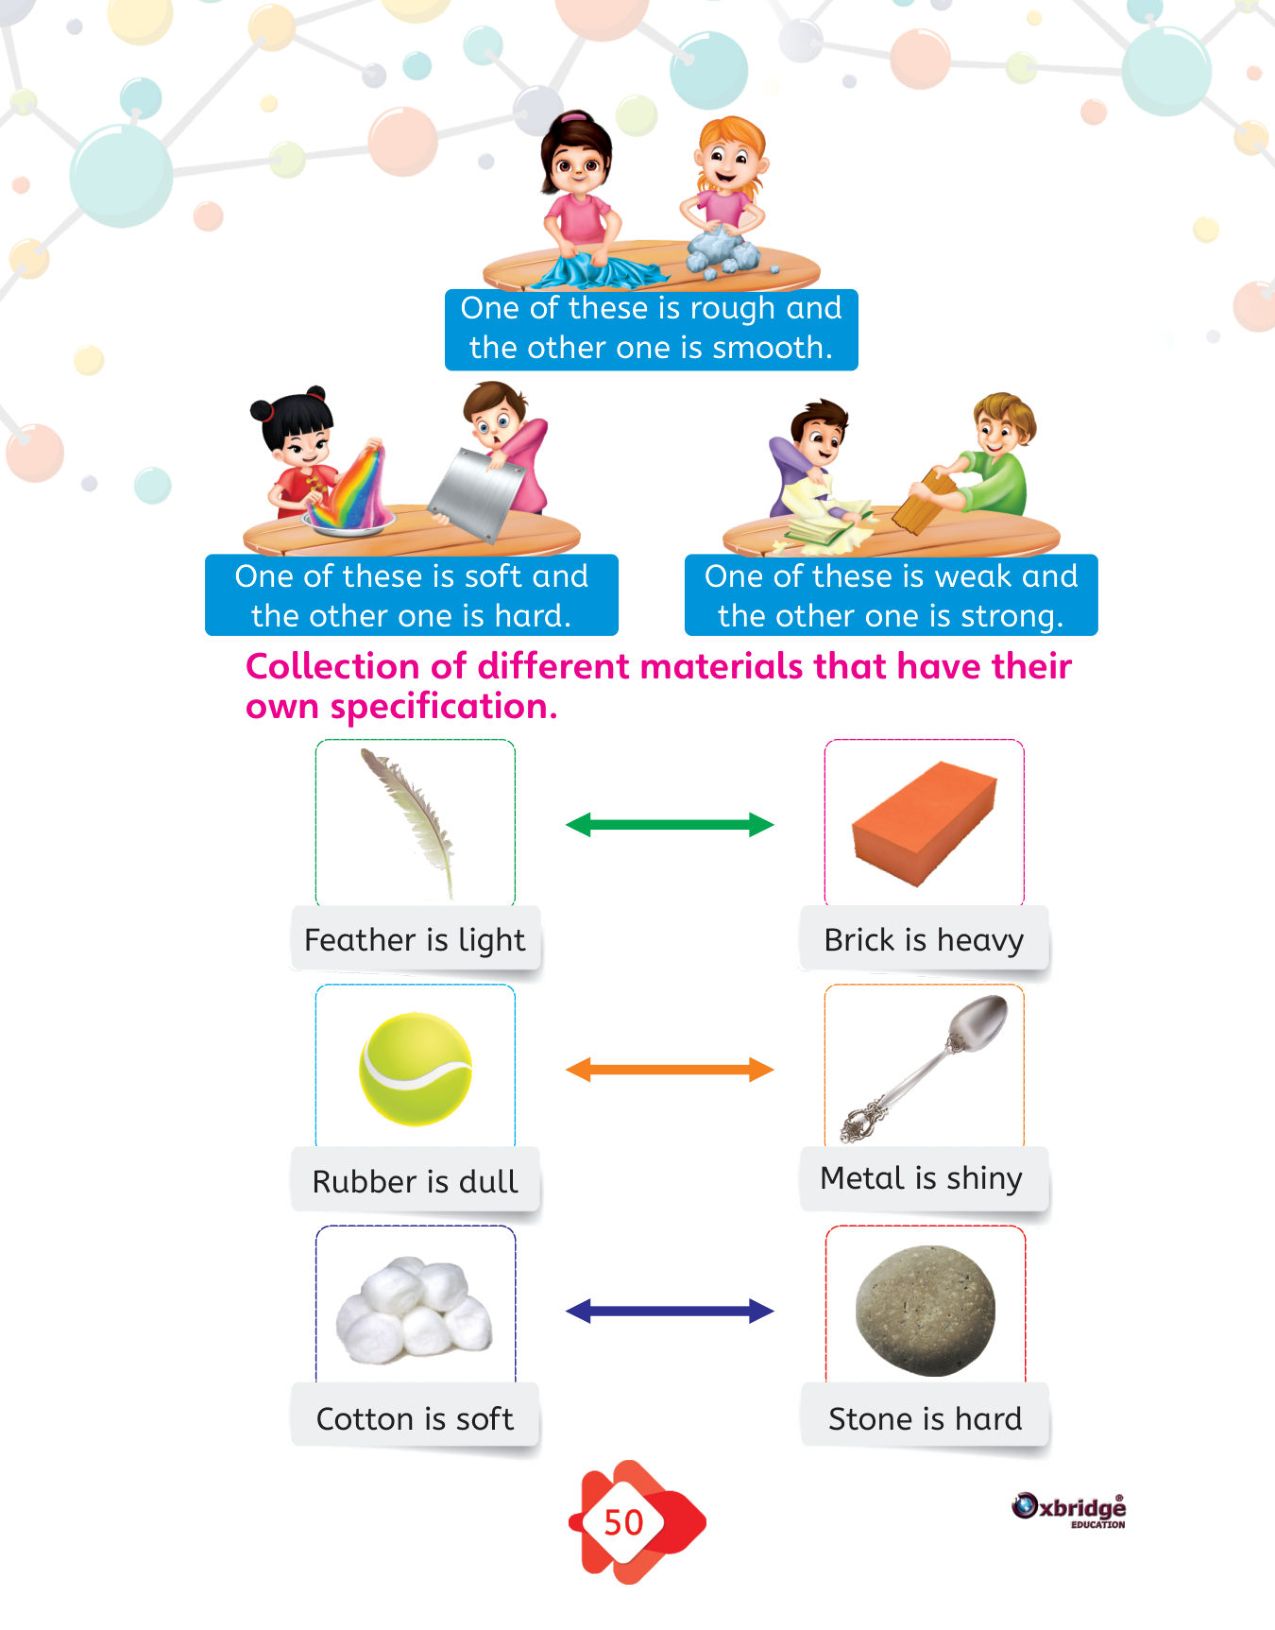 One of these is rough and
the other one is smooth.
One of these is soft and
the other one is hard.
One of these is weak and
the other one is strong.
Collection of different materials that have their
own specification.
Feather is light
Brick is heavy
Rubber is dull
Metal is shiny
Cotton is soft
Stone is hard
50
Oxbridge®
EDUCATION